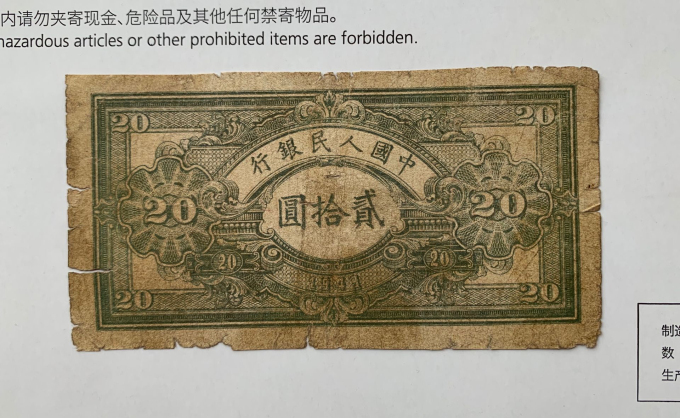 内请勿夹寄现金、危险品及其他任何禁寄物品。
hazardous articles or other prohibited items are forbidden.
20 20
行銀民人國中
20 圓拾貳 20
20 20
20 20
制造
数
生产